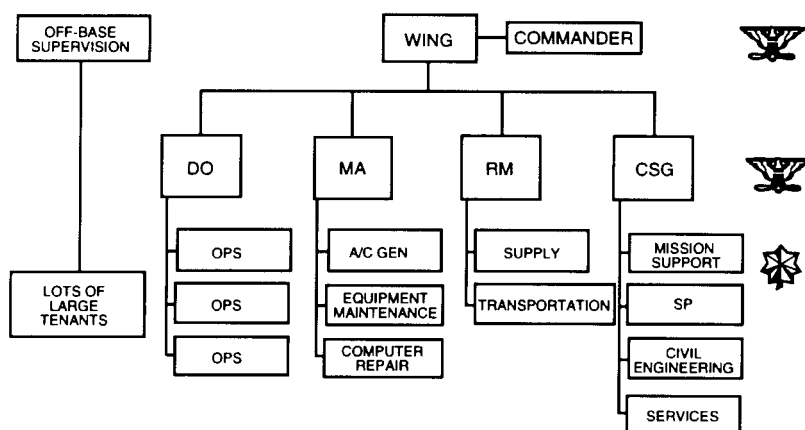 OFF-BASE
SUPERVISION
WING
COMMANDER
DO
MA
RM
CSG
OPS
A/C GEN
SUPPLY
MISSION
SUPPORT
LOTS OF
LARGE
TENANTS
OPS
EQUIPMENT
MAINTENANCE
TRANSPORTATION
SP
OPS
COMPUTER
REPAIR
CIVIL
ENGINEERING
SERVICES